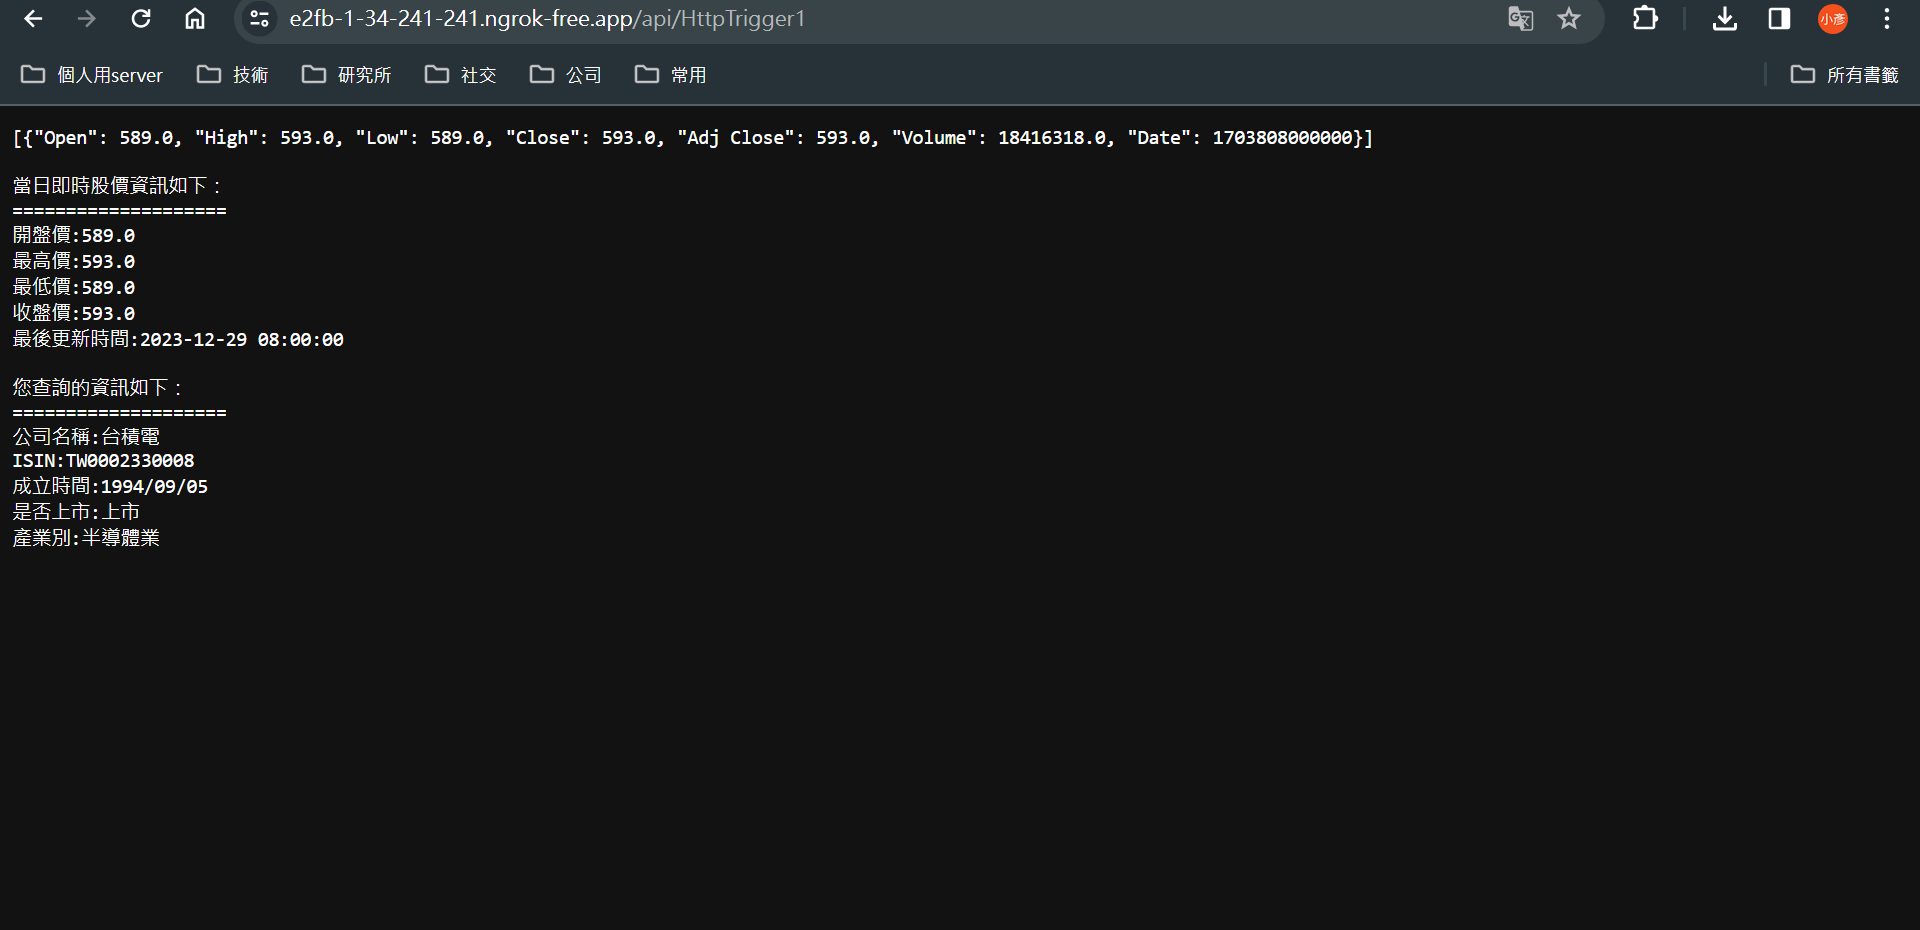 e2fb-1-34-241-241.ngrok-free.app/api/HttpTrigger1
小彥
個人用server 技術 研究所 社交 公司 常用 所有書籤
[{"Open": 589.0, "High": 593.0, "Low": 589.0, "Close": 593.0, "Adj Close": 593.0, "Volume": 18416318.0, "Date": 1703808000000}]
當日即時股價資訊如下：
====================
開盤價:589.0
最高價:593.0
最低價:589.0
收盤價:593.0
最後更新時間:2023-12-29 08:00:00
您查詢的資訊如下：
====================
公司名稱:台積電
ISIN:TW0002330008
成立時間:1994/09/05
是否上市:上市
產業別:半導體業